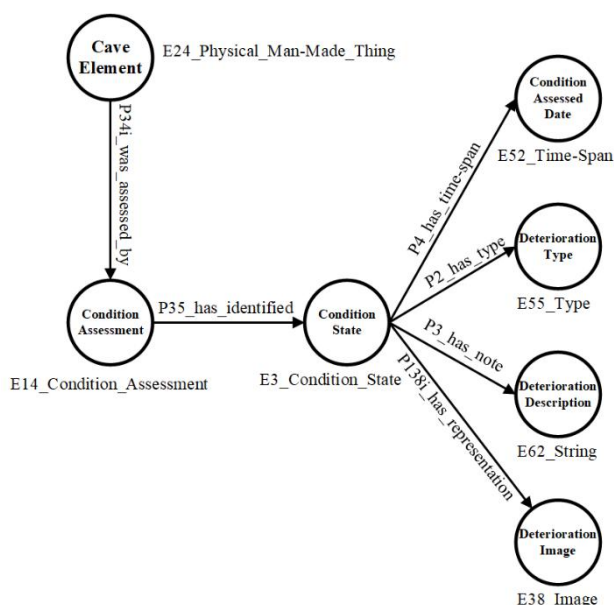 Cave
Element
E24_Physical_Man-Made_Thing
P34i_was_assessed_by
Condition
Assessment
E14_Condition_Assessment
P35_has_identified
Condition
State
E3_Condition_State
P4_has_time-span
Condition
Assessed
Date
E52_Time-Span
P2_has_type
Deterioration
Type
E55_Type
P3_has_note
Deterioration
Description
E62_String
P138i_has_representation
Deterioration
Image
E38_Image